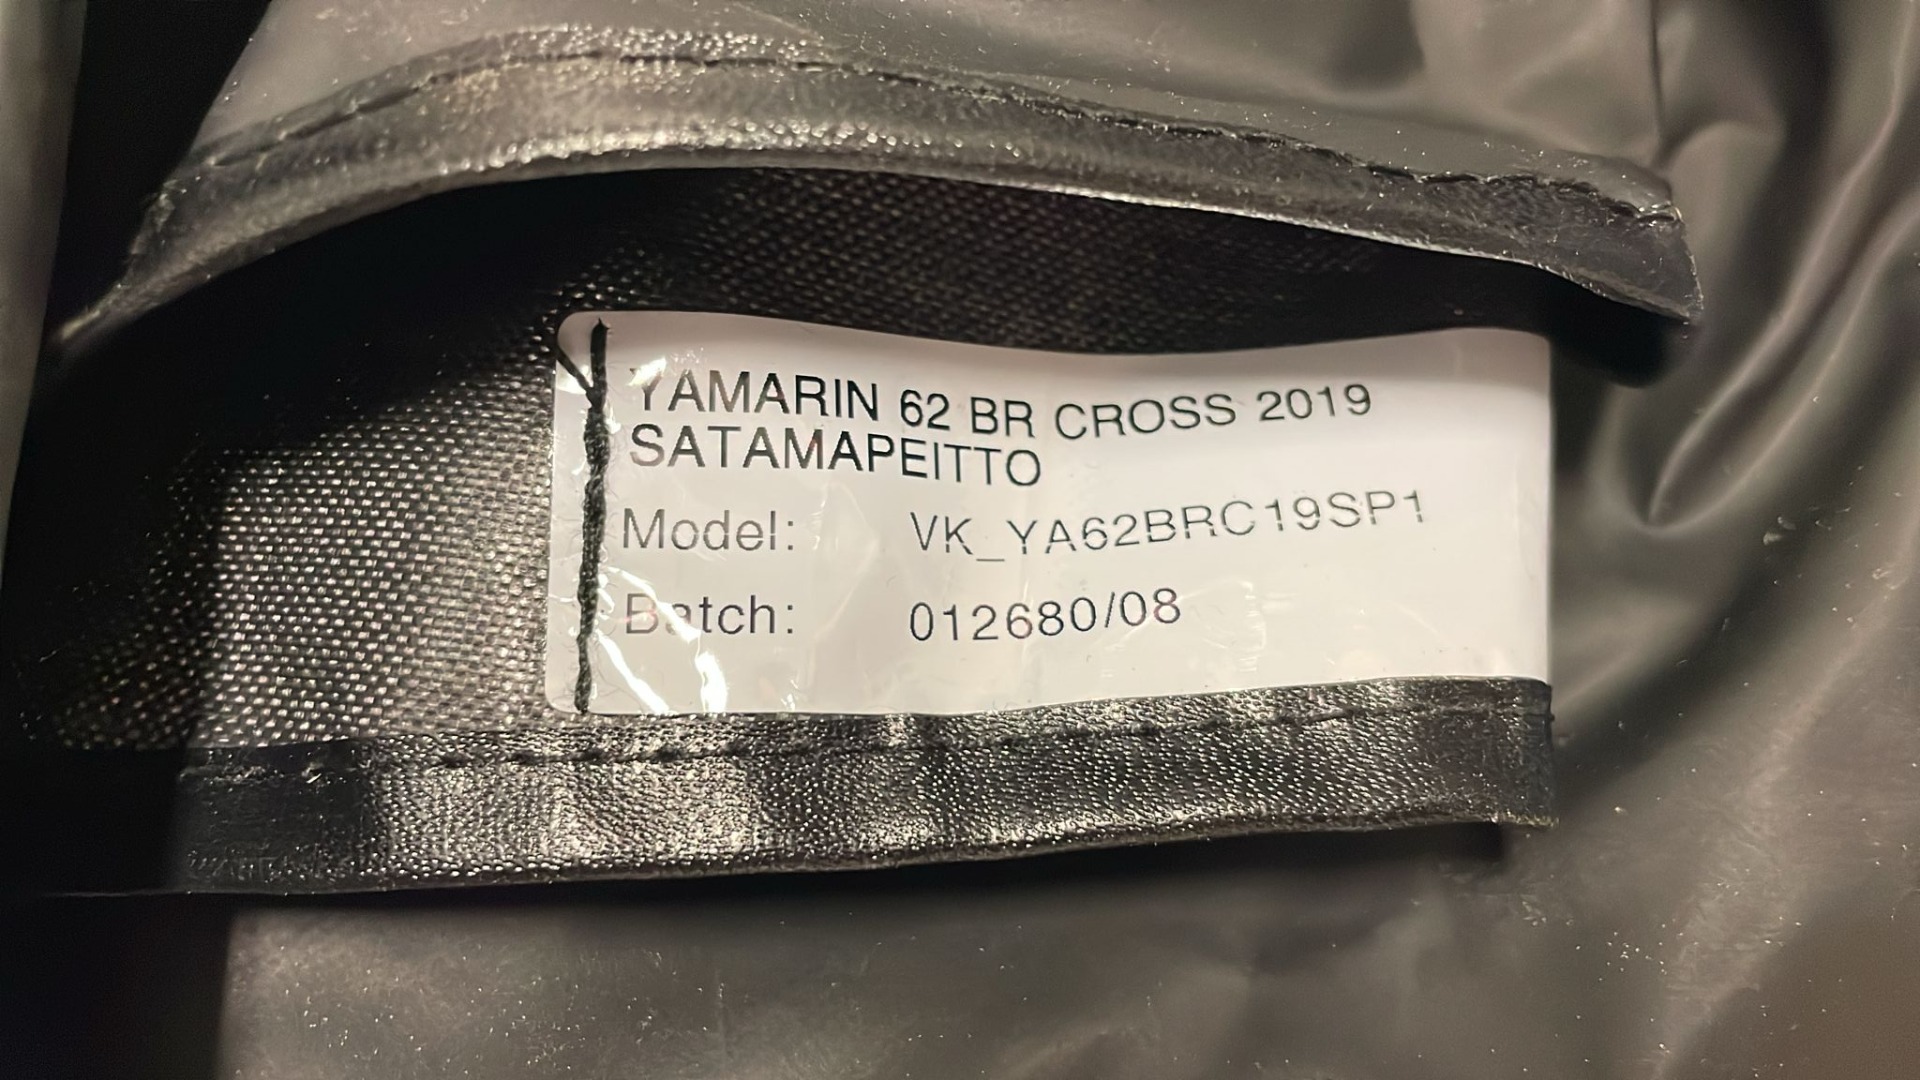 YAMARIN 62 BR CROSS 2019
SATAMAPEITTO
Model: VK_YA62BRC19SP1
Batch: 012680/08